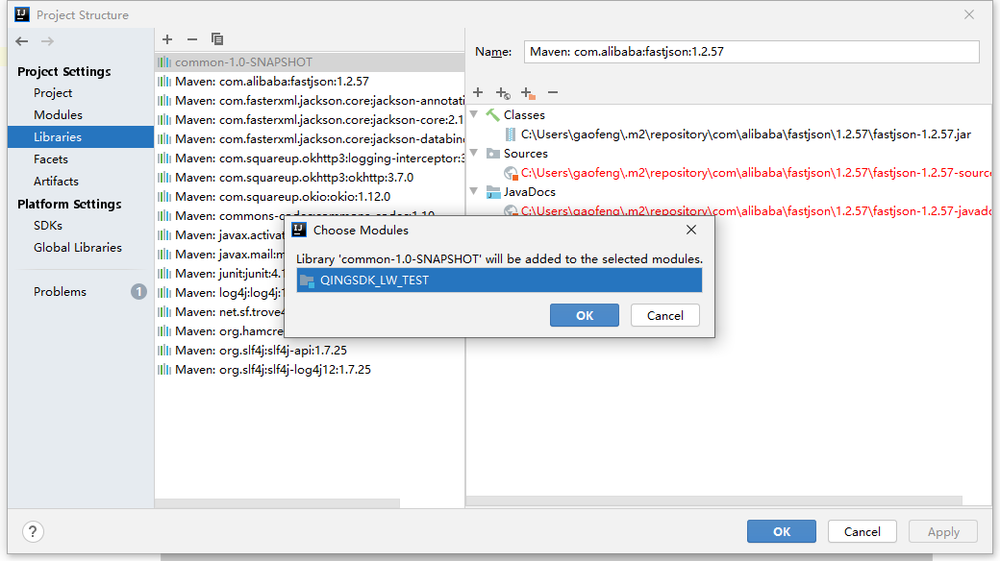 Project Structure
Project Settings
Project
Modules
Libraries
Facets
Artifacts
Platform Settings
SDKs
Global Libraries
Problems
1
common-1.0-SNAPSHOT
Maven: com.alibaba:fastjson:1.2.57
Maven: com.fasterxml.jackson.core:jackson-annotati
Maven: com.fasterxml.jackson.core:jackson-core:2.1
Maven: com.fasterxml.jackson.core:jackson-databind
Maven: com.squareup.okhttp3:logging-interceptor:3
Maven: com.squareup.okhttp3:okhttp:3.7.0
Maven: com.squareup.okio:okio:1.12.0
Maven: commons-codec:commons-codec:1.10
Maven: javax.activat
Maven: javax.mail:m
Maven: junit:junit:4.1
Maven: log4j:log4j:1
Maven: net.sf.trove4
Maven: org.hamcre
Maven: org.slf4j:slf4j-api:1.7.25
Maven: org.slf4j:slf4j-log4j12:1.7.25
Name: Maven: com.alibaba:fastjson:1.2.57
Classes
C:\Users\gaofeng\.m2\repository\com\alibaba\fastjson\1.2.57\fastjson-1.2.57.jar
Sources
C:\Users\gaofeng\.m2\repository\com\alibaba\fastjson\1.2.57\fastjson-1.2.57-source
JavaDocs
C:\Users\gaofeng\.m2\repository\com\alibaba\fastjson\1.2.57\fastjson-1.2.57-javado
Choose Modules
Library 'common-1.0-SNAPSHOT' will be added to the selected modules.
QINGSDK_LW_TEST
OK
Cancel
?
OK
Cancel
Apply